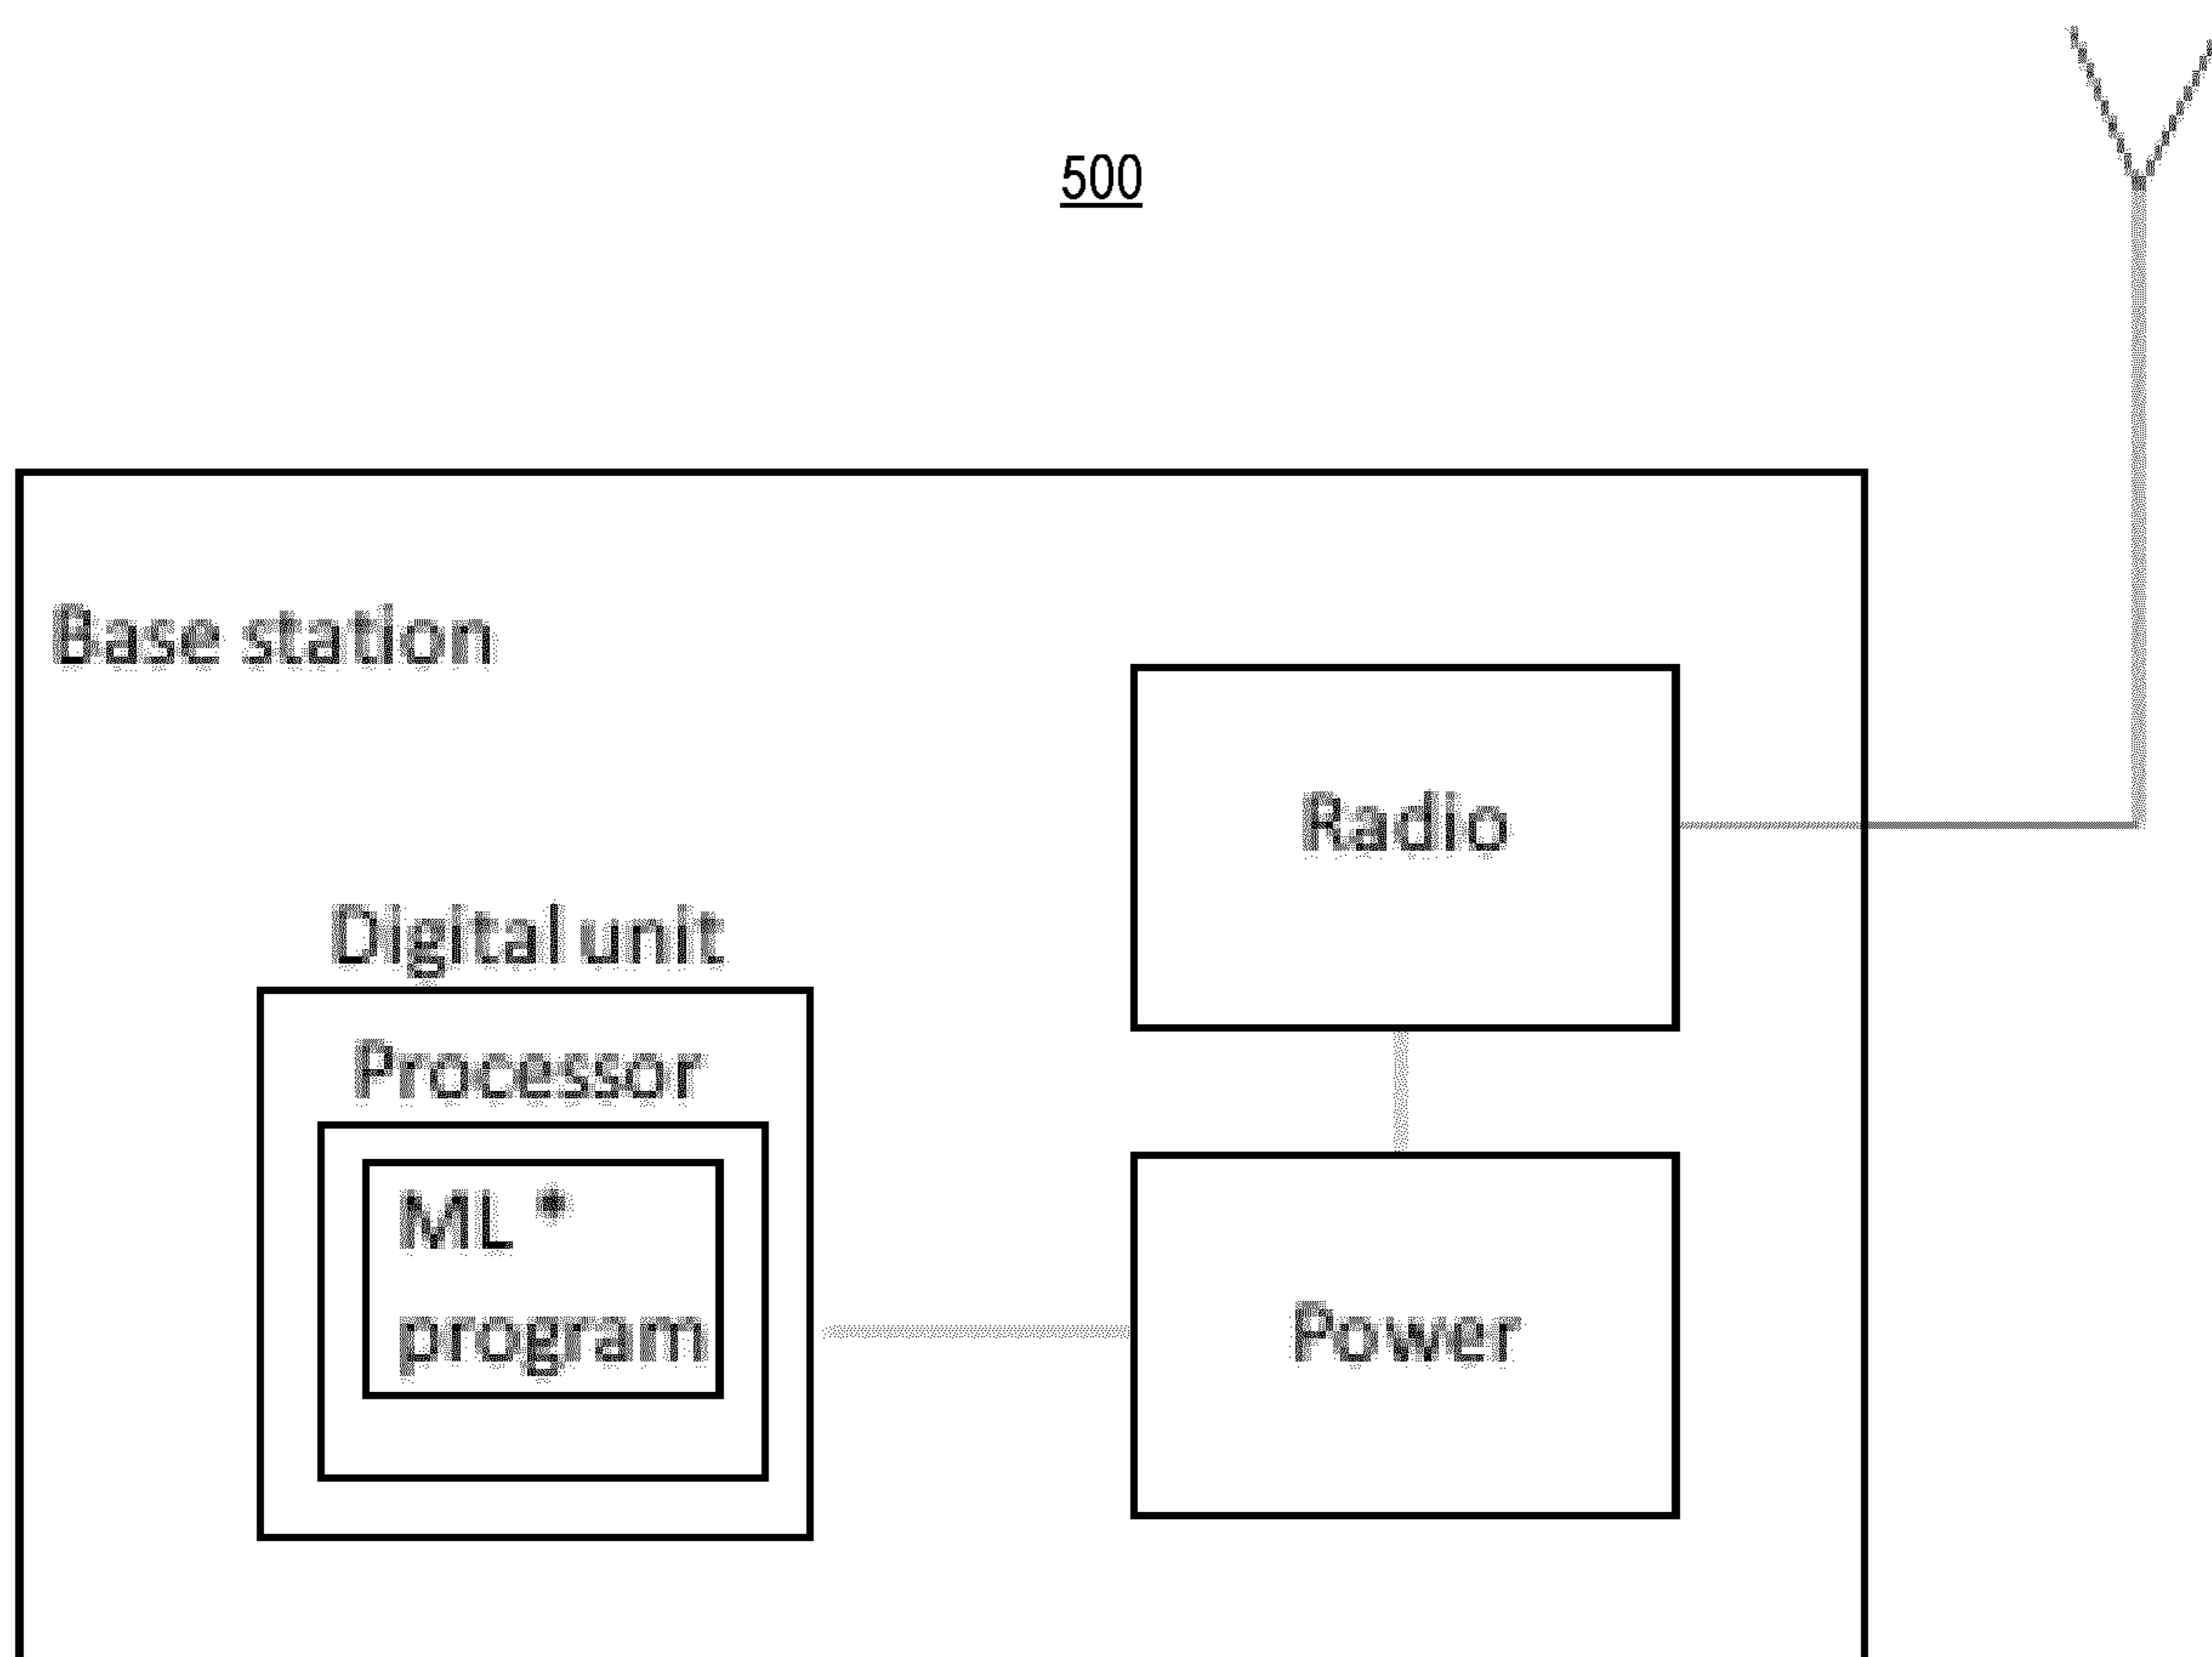 500
Base station
Radio
Digital unit
Processor
ML *
program
Power